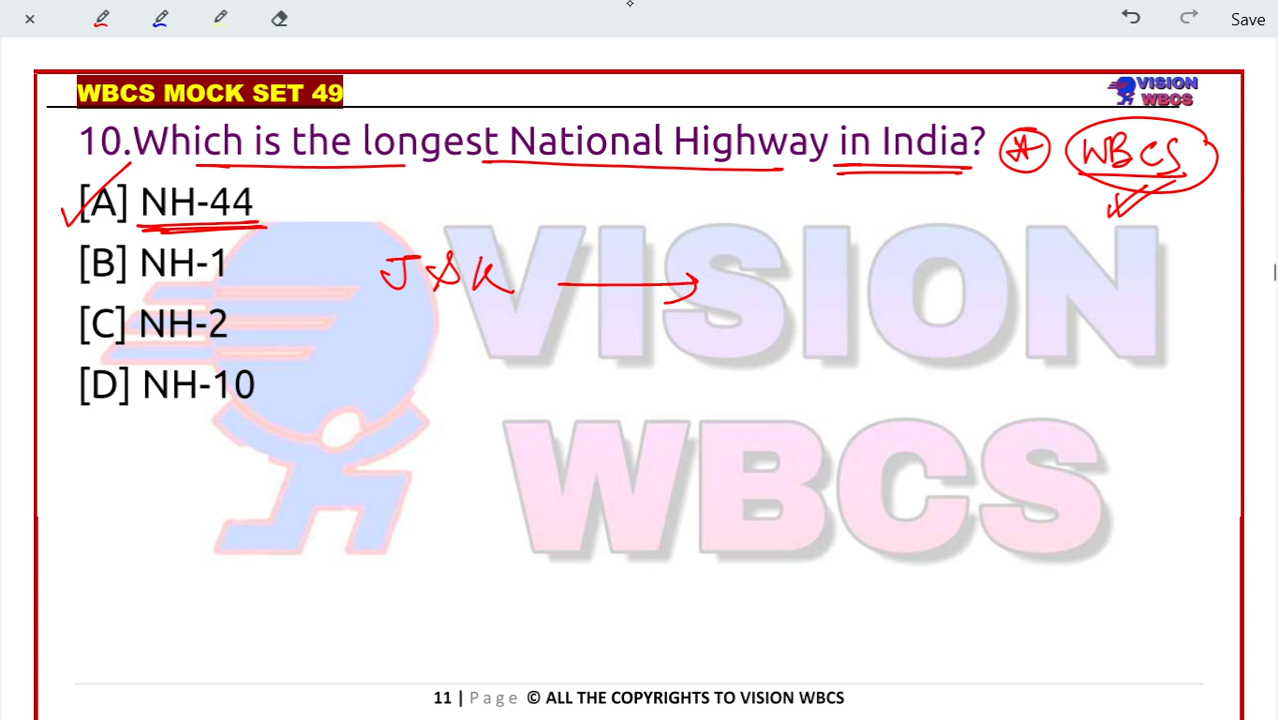 Save
WBCS MOCK SET 49
VISION
WBCS
10.Which is the longest National Highway in India?
WBCS
[A] NH-44
[B] NH-1
J & K
[C] NH-2
[D] NH-10
VISION
WBCS
11 | Page © ALL THE COPYRIGHTS TO VISION WBCS